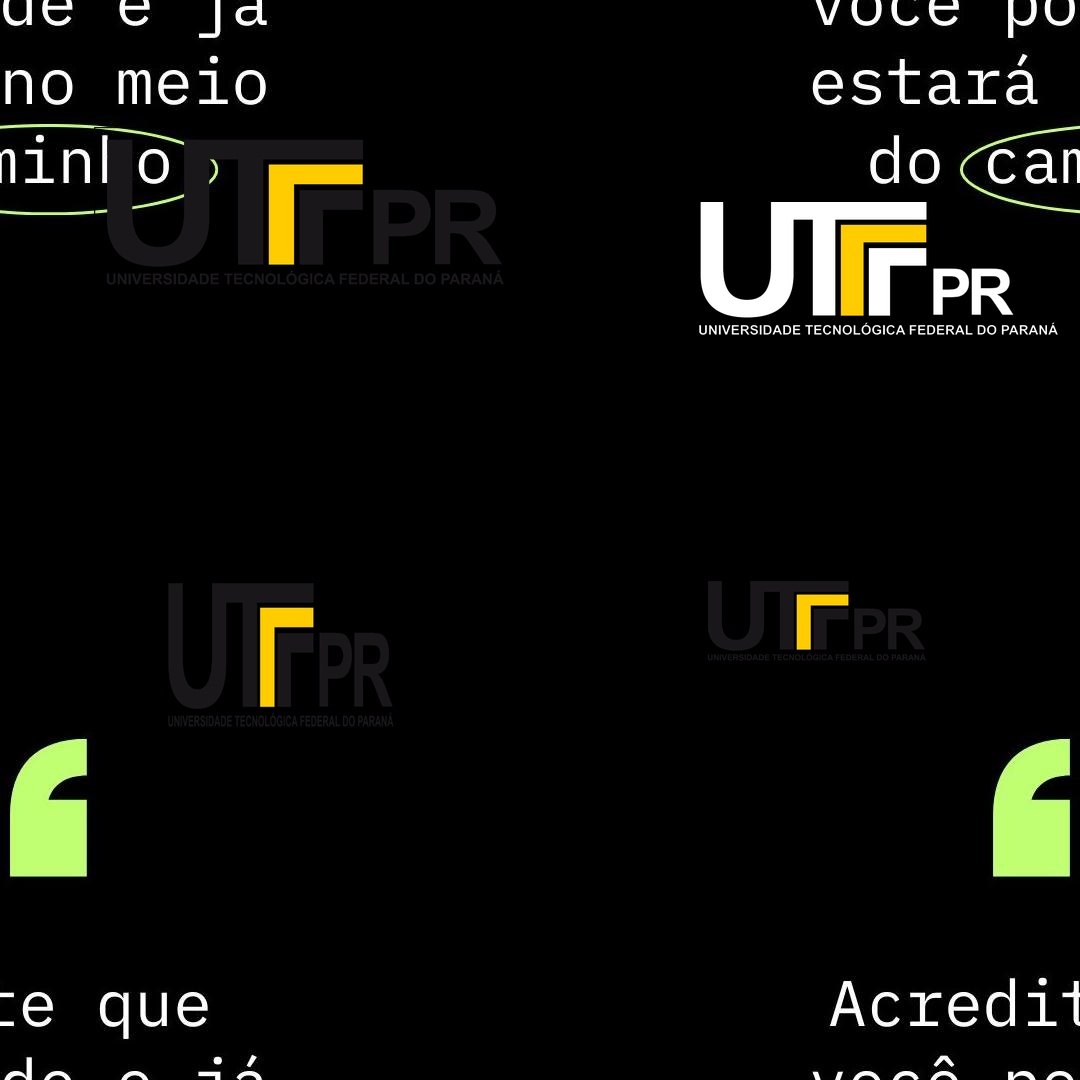 de e já
no meio
minho
você po
estará
do cam
UTFPR
UNIVERSIDADE TECNOLÓGICA FEDERAL DO PARANÁ
UTFPR
UNIVERSIDADE TECNOLÓGICA FEDERAL DO PARANÁ
UTFPR
UNIVERSIDADE TECNOLÓGICA FEDERAL DO PARANÁ
UTFPR
UNIVERSIDADE TECNOLÓGICA FEDERAL DO PARANÁ
te que
de e já
Acredit
você po